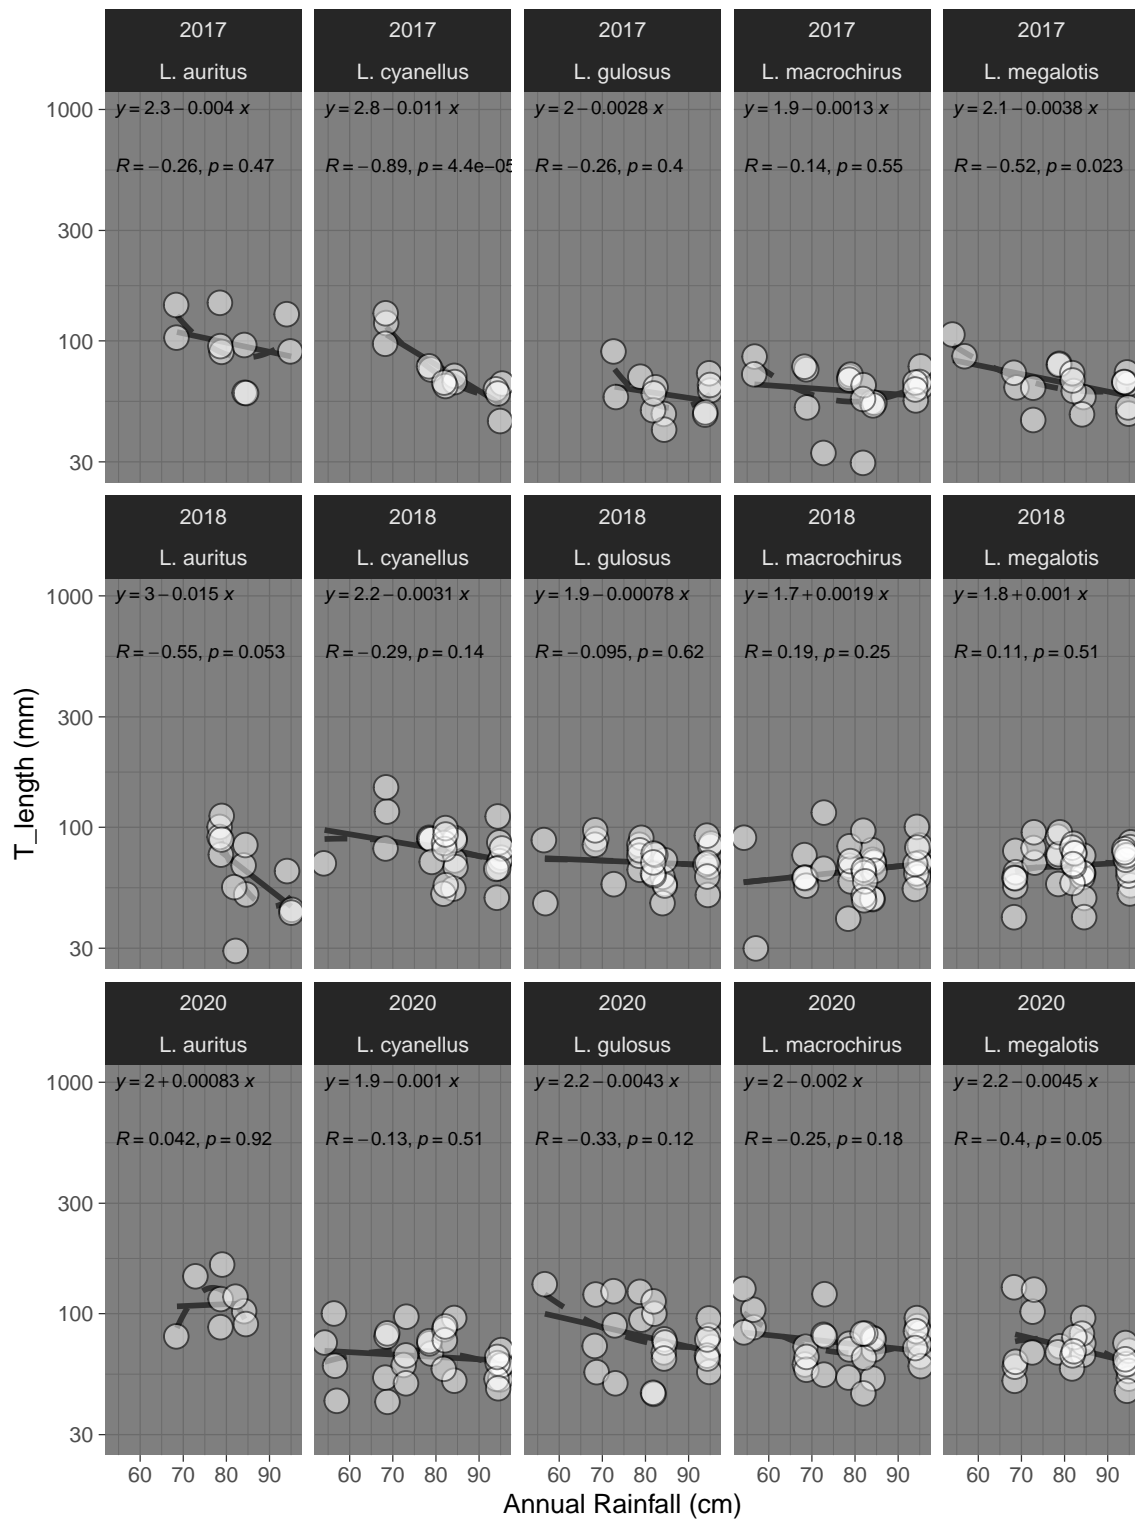 2017 2017 2017 2017 2017
L. auritus L. cyanellus L. gulosus L. macrochirus L. megalotis
1000
y = 2.3 − 0.004 x y = 2.8 − 0.011 x y = 2 − 0.0028 x y = 1.9 − 0.0013 x y = 2.1 − 0.0038 x
R = −0.26, p = 0.47 R = −0.89, p = 4.4e−05 R = −0.26, p = 0.4 R = −0.14, p = 0.55 R = −0.52, p = 0.023
300
100
30
2018 2018 2018 2018 2018
L. auritus L. cyanellus L. gulosus L. macrochirus L. megalotis
1000
y = 3 − 0.015 x y = 2.2 − 0.0031 x y = 1.9 − 0.00078 x y = 1.7 + 0.0019 x y = 1.8 + 0.001 x
R = −0.55, p = 0.053 R = −0.29, p = 0.14 R = −0.095, p = 0.62 R = 0.19, p = 0.25 R = 0.11, p = 0.51
300
100
30
T_length (mm)
2020 2020 2020 2020 2020
L. auritus L. cyanellus L. gulosus L. macrochirus L. megalotis
1000
y = 2 + 0.00083 x y = 1.9 − 0.001 x y = 2.2 − 0.0043 x y = 2 − 0.002 x y = 2.2 − 0.0045 x
R = 0.042, p = 0.92 R = −0.13, p = 0.51 R = −0.33, p = 0.12 R = −0.25, p = 0.18 R = −0.4, p = 0.05
300
100
30
60 70 80 90 60 70 80 90 60 70 80 90 60 70 80 90 60 70 80 90
Annual Rainfall (cm)